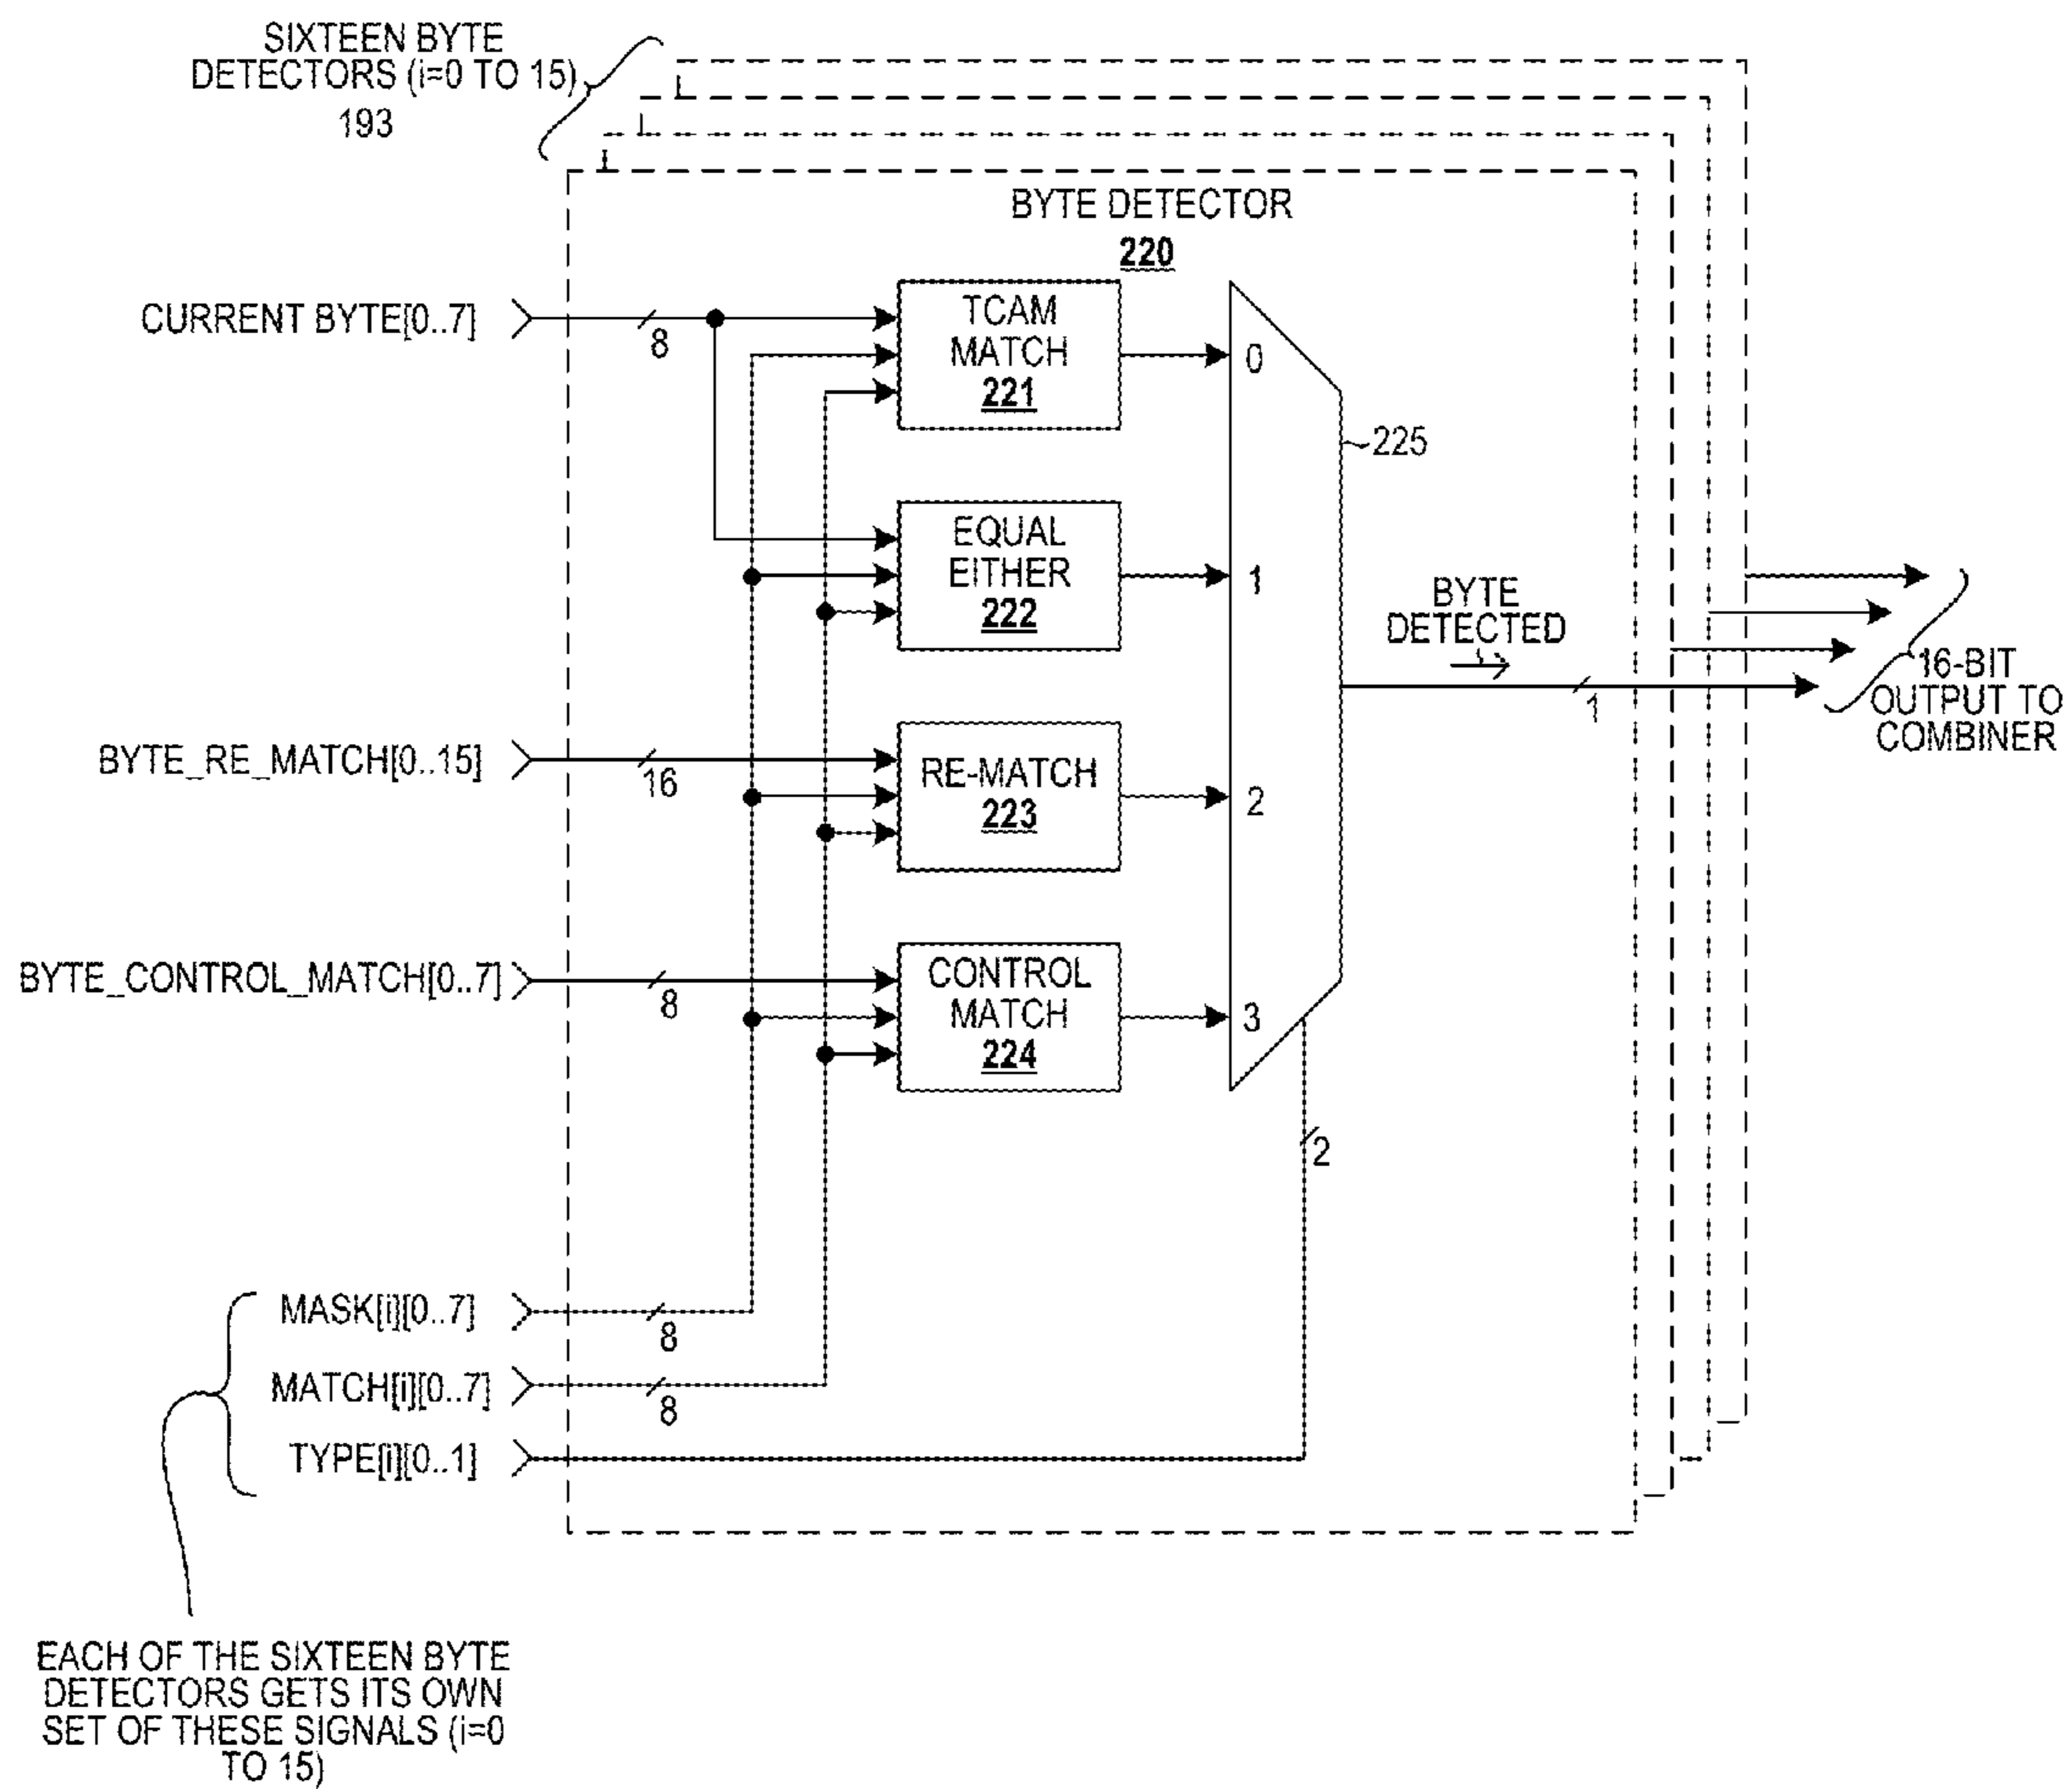 SIXTEEN BYTE
DETECTORS (i=0 TO 15)
193
BYTE DETECTOR
220
CURRENT BYTE[0..7]
8
TCAM
MATCH
221
0
225
EQUAL
EITHER
222
1
BYTE
DETECTED
1
16-BIT
OUTPUT TO
COMBINER
BYTE_RE_MATCH[0..15]
16
RE-MATCH
223
2
BYTE_CONTROL_MATCH[0..7]
8
CONTROL
MATCH
224
3
2
MASK[i][0..7]
8
MATCH[i][0..7]
8
TYPE[i][0..1]
EACH OF THE SIXTEEN BYTE
DETECTORS GETS ITS OWN
SET OF THESE SIGNALS (i=0
TO 15)